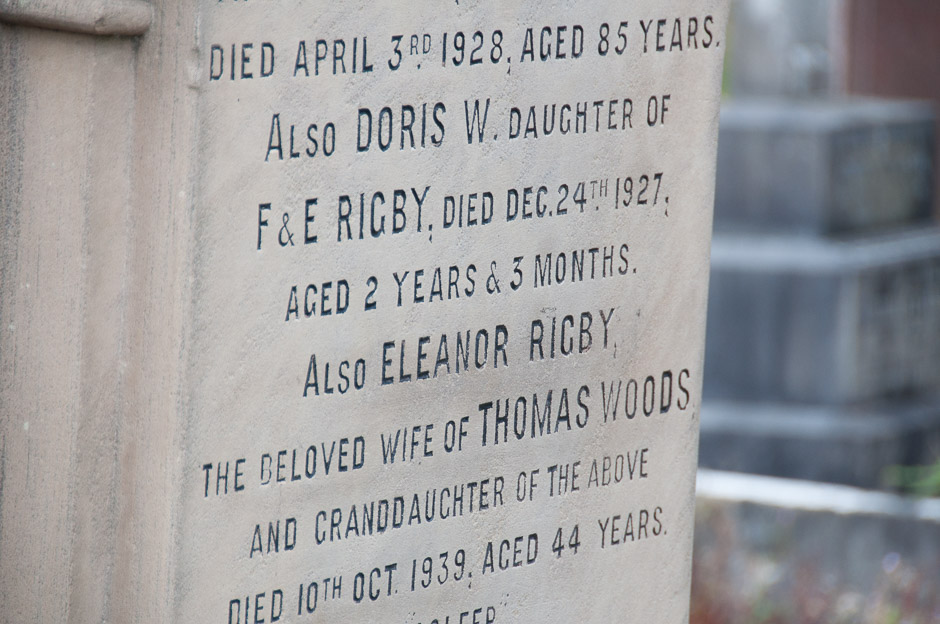 DIED APRIL 3RD 1928, AGED 85 YEARS.
ALSO DORIS W. DAUGHTER OF
F & E RIGBY, DIED DEC. 24TH 1927,
AGED 2 YEARS & 3 MONTHS.
ALSO ELEANOR RIGBY,
THE BELOVED WIFE OF THOMAS WOODS,
AND GRANDDAUGHTER OF THE ABOVE
DIED 10TH OCT. 1939, AGED 44 YEARS.